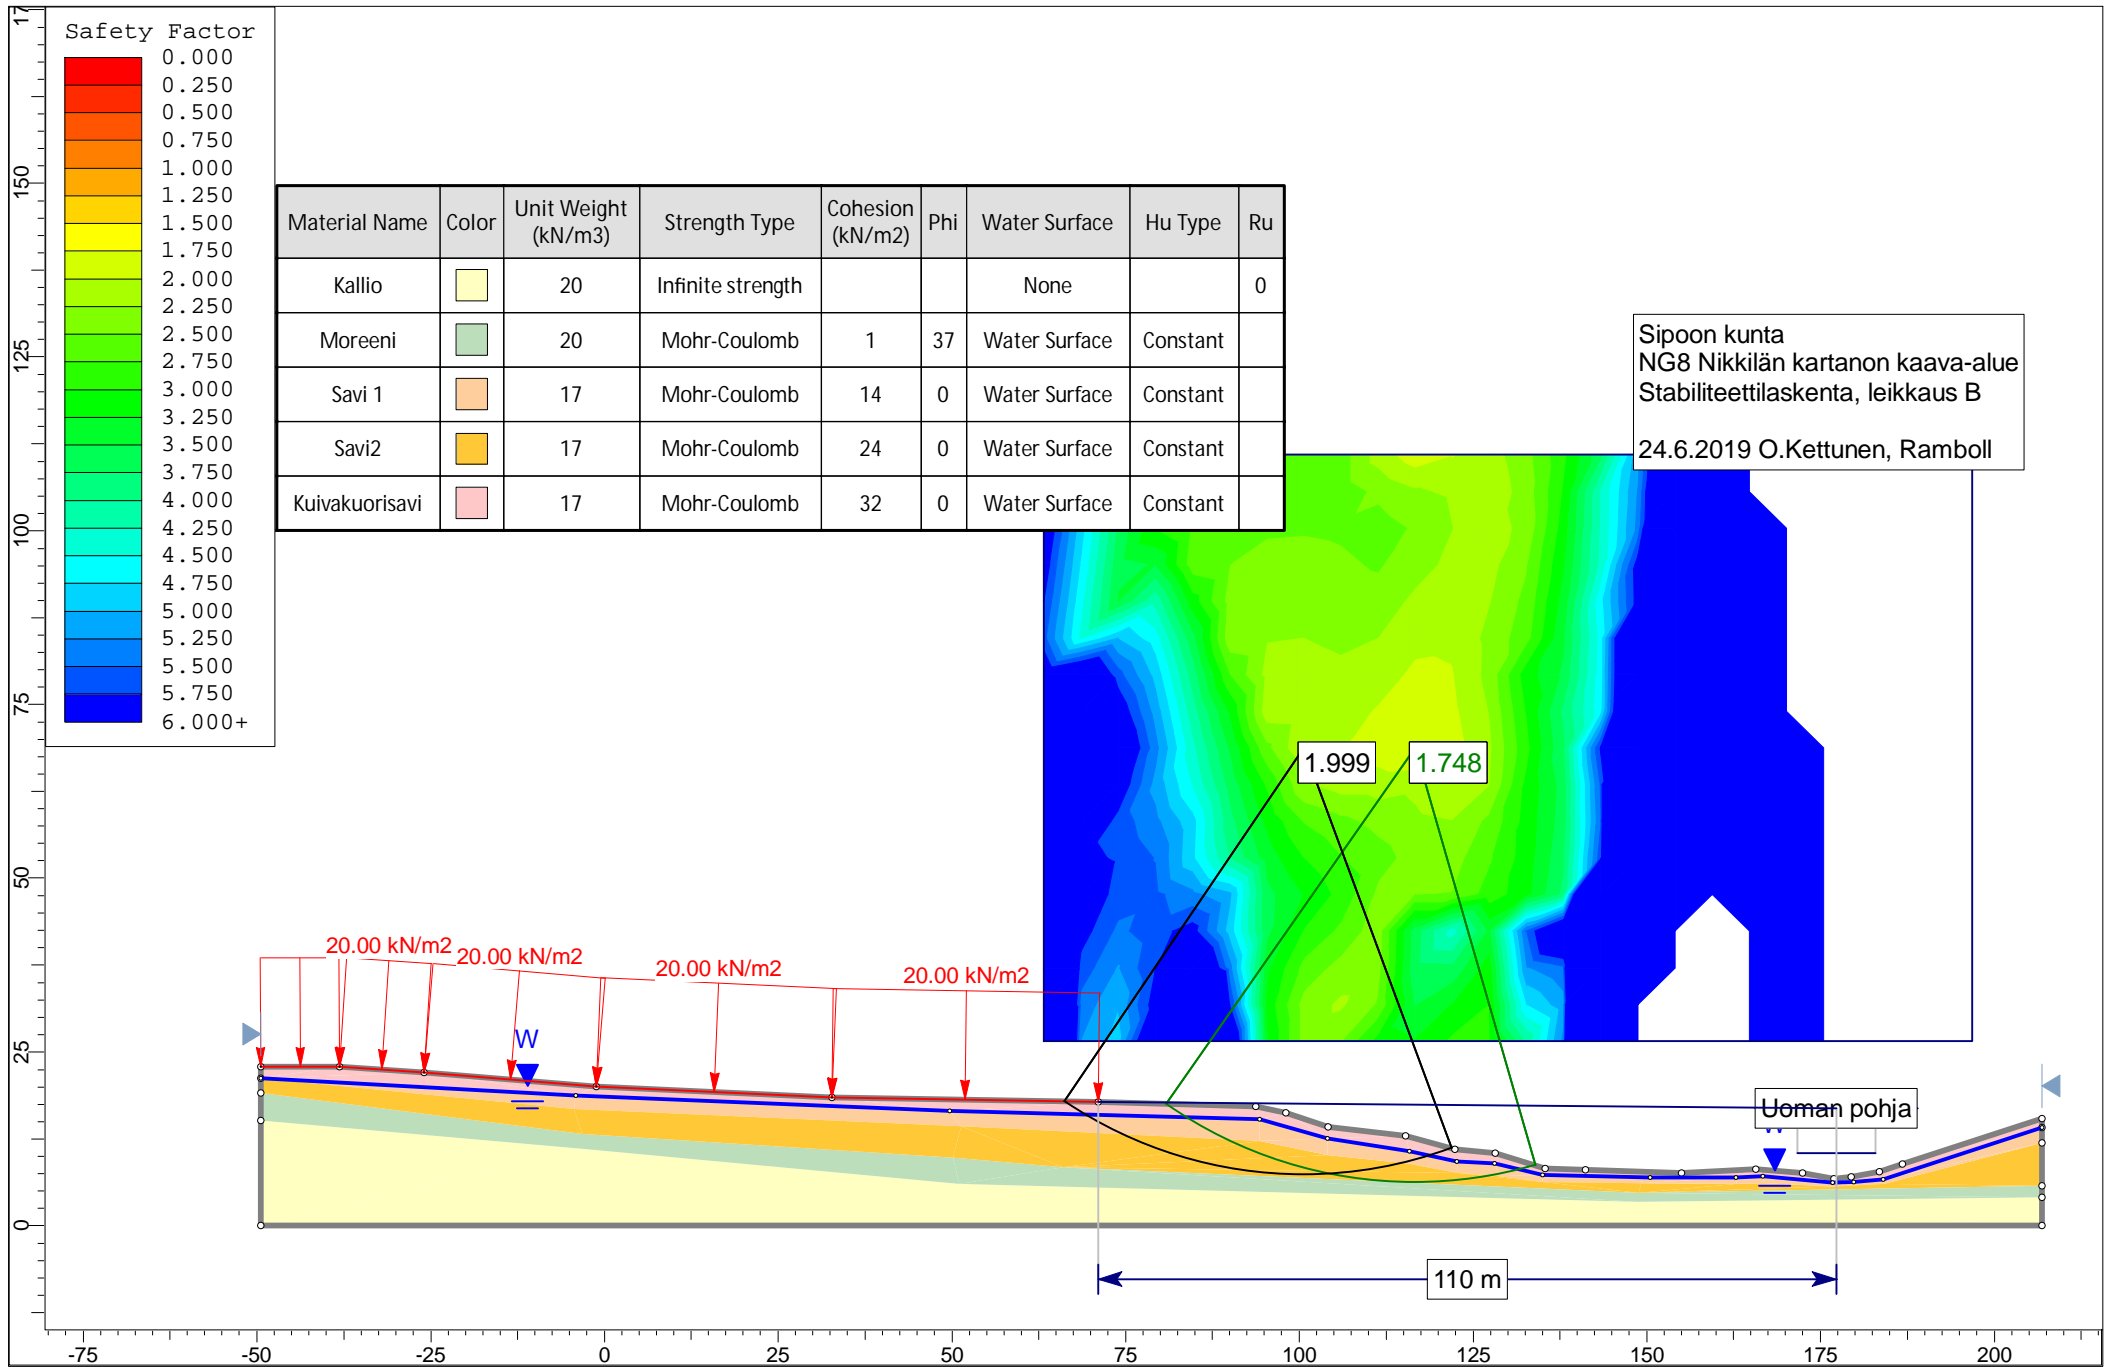 Safety Factor
0.000
0.250
0.500
0.750
1.000
1.250
1.500
1.750
2.000
2.250
2.500
2.750
3.000
3.250
3.500
3.750
4.000
4.250
4.500
4.750
5.000
5.250
5.500
5.750
6.000+
Material Name Color Unit Weight (kN/m3) Strength Type Cohesion (kN/m2) Phi Water Surface Hu Type Ru
Kallio 20 Infinite strength None 0
Moreeni 20 Mohr-Coulomb 1 37 Water Surface Constant
Savi 1 17 Mohr-Coulomb 14 0 Water Surface Constant
Savi2 17 Mohr-Coulomb 24 0 Water Surface Constant
Kuivakuorisavi 17 Mohr-Coulomb 32 0 Water Surface Constant
Sipoon kunta
NG8 Nikkilän kartanon kaava-alue
Stabiliteettilaskenta, leikkaus B
24.6.2019 O.Kettunen, Ramboll
1.999
1.748
20.00 kN/m2
20.00 kN/m2
20.00 kN/m2
20.00 kN/m2
W
Uoman pohja
W
110 m
17
150
125
100
75
50
25
0
-75 -50 -25 0 25 50 75 100 125 150 175 200